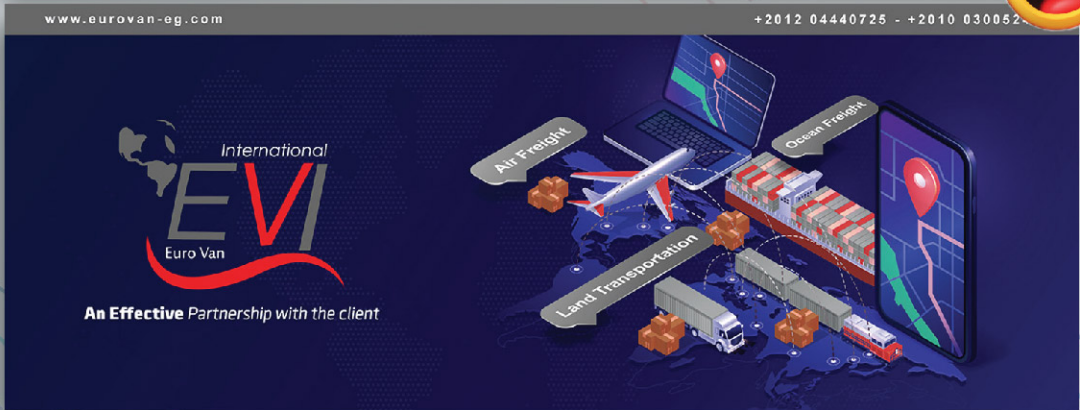 www.eurovan-eg.com
+2012 04440725 - +2010 0300524
International
EVI
Euro Van
An Effective Partnership with the client
Air Freight
Ocean Freight
Land Transportation